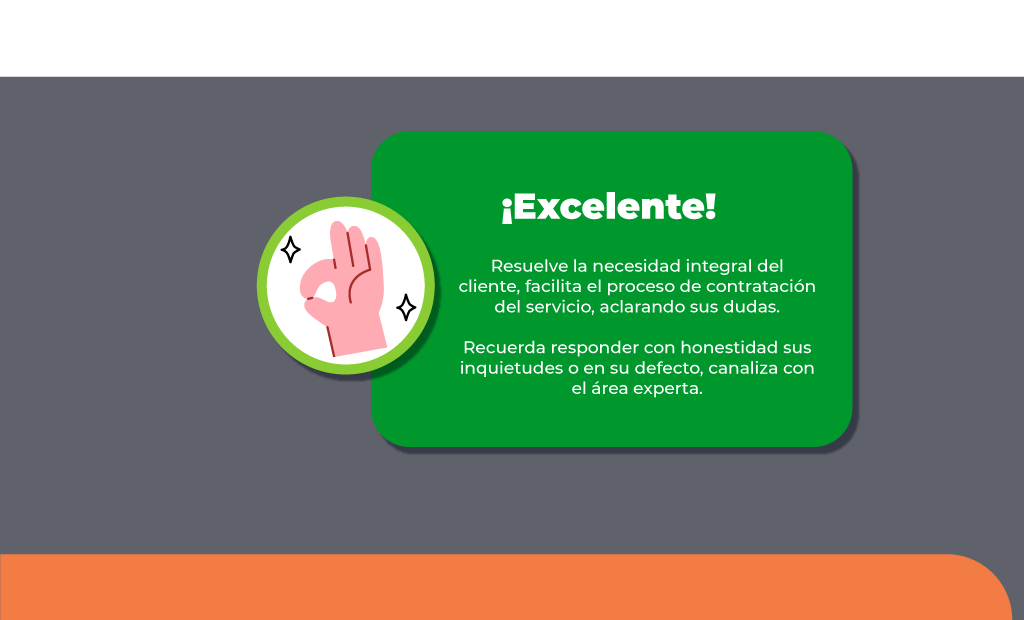 ¡Excelente!
Resuelve la necesidad integral del
cliente, facilita el proceso de contratación
del servicio, aclarando sus dudas.
Recuerda responder con honestidad sus
inquietudes o en su defecto, canaliza con
el área experta.